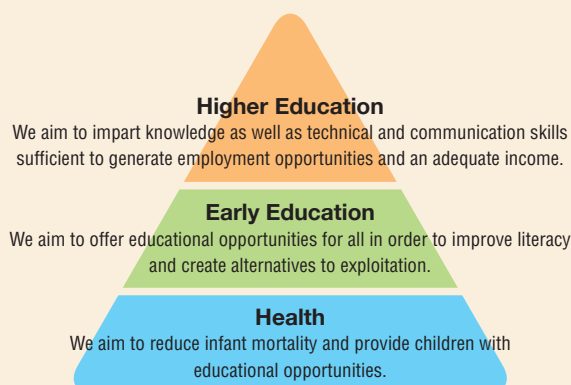 Higher Education
We aim to impart knowledge as well as technical and communication skills
sufficient to generate employment opportunities and an adequate income.
Early Education
We aim to offer educational opportunities for all in order to improve literacy
and create alternatives to exploitation.
Health
We aim to reduce infant mortality and provide children with
educational opportunities.